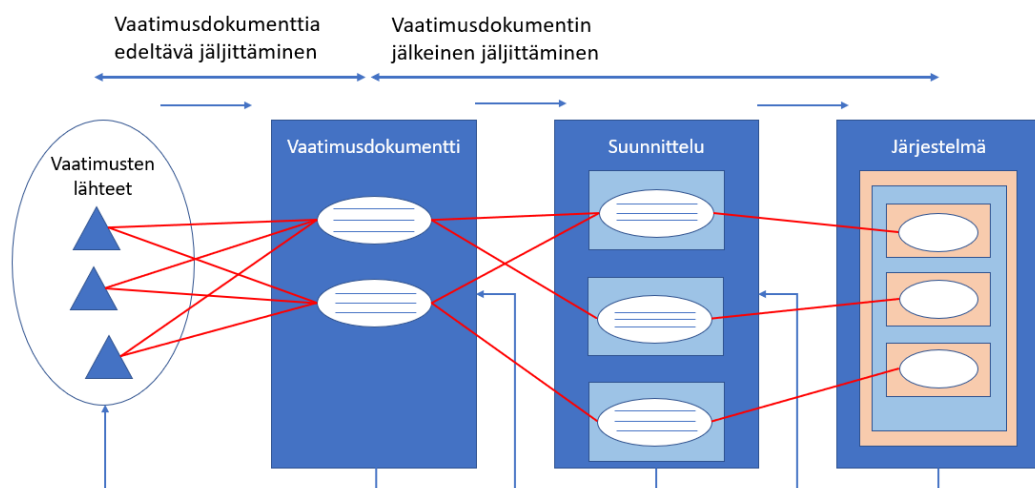 Vaatimusdokumenttia
edeltävä jäljittäminen
Vaatimusdokumentin
jälkeinen jäljittäminen
Vaatimusten
lähteet
Vaatimusdokumentti
Suunnittelu
Järjestelmä